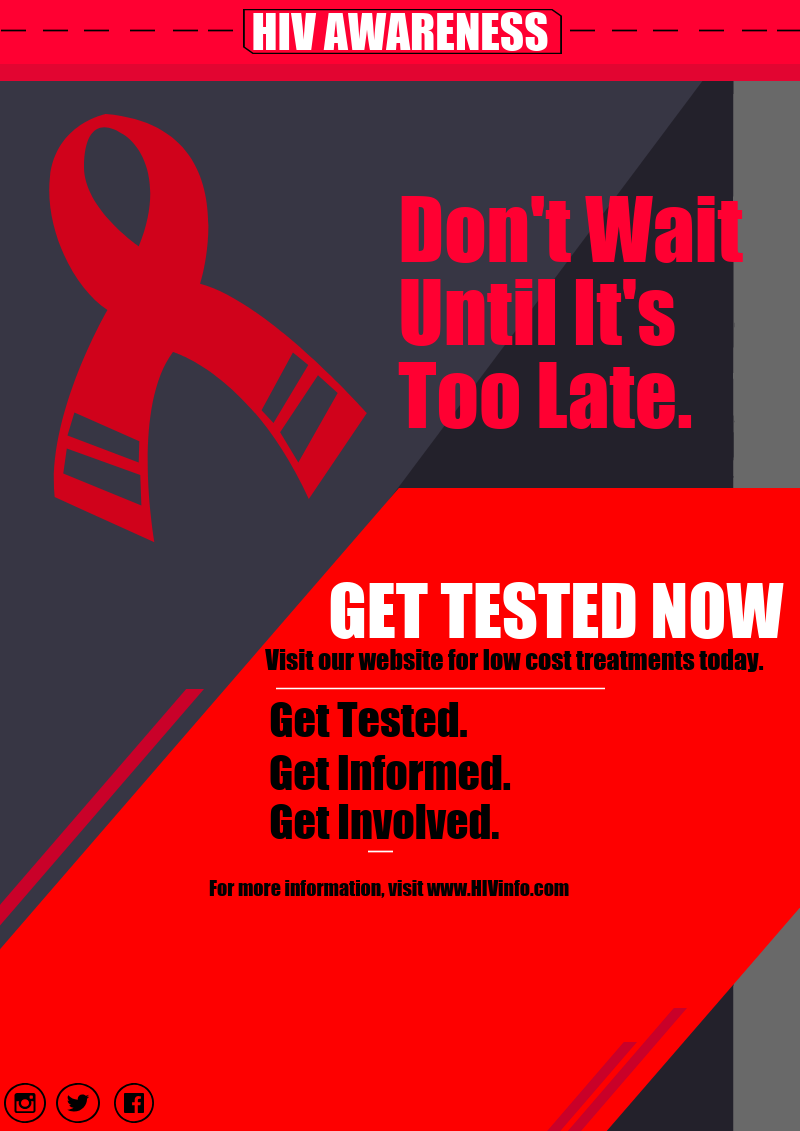 HIV AWARENESS
Don't Wait
Until It's
Too Late.
GET TESTED NOW
Visit our website for low cost treatments today.
Get Tested.
Get Informed.
Get Involved.
For more information, visit www.HIVinfo.com